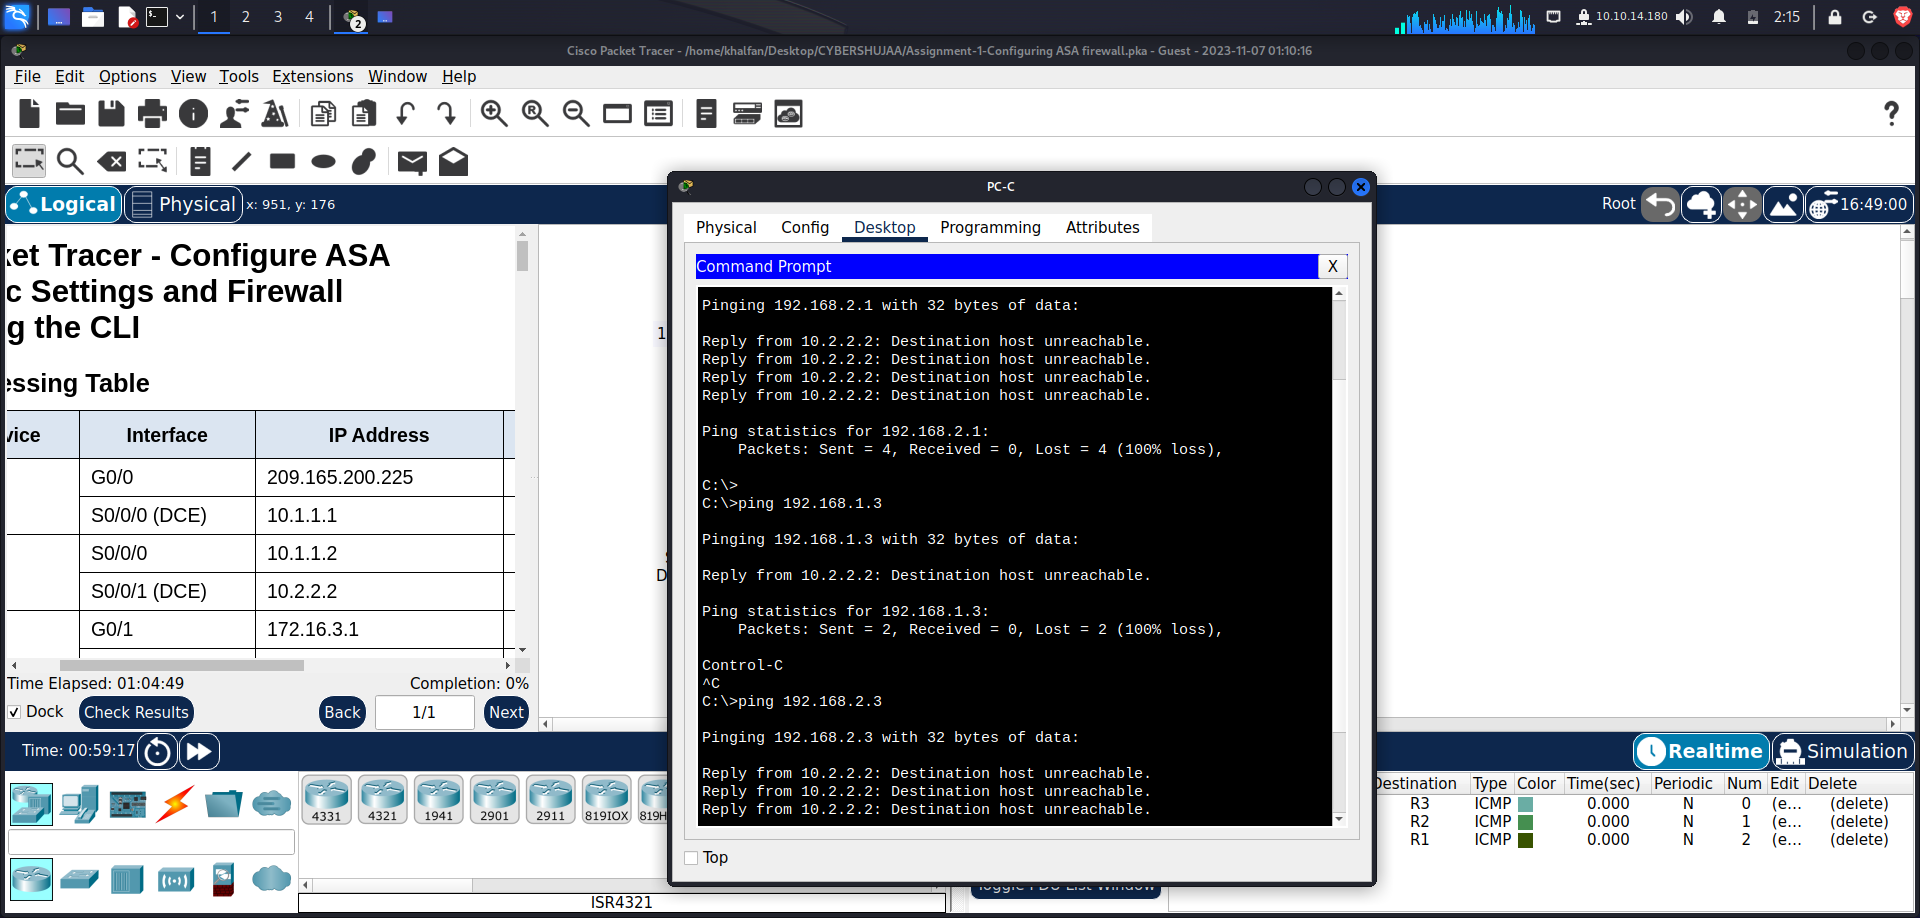 1
2
3
4
2
10.10.14.180
2:15
Cisco Packet Tracer - /home/khalfan/Desktop/CYBERSHUJAA/Assignment-1-Configuring ASA firewall.pka - Guest - 2023-11-07 01:10:16
File Edit Options View Tools Extensions Window Help
?
Logical
Physical
x: 951, y: 176
Root
16:49:00
ket Tracer - Configure ASA
c Settings and Firewall
g the CLI
essing Table
vice
Interface
IP Address
G0/0
209.165.200.225
S0/0/0 (DCE)
10.1.1.1
S0/0/0
10.1.1.2
S0/0/1 (DCE)
10.2.2.2
G0/1
172.16.3.1
Time Elapsed: 01:04:49
Completion: 0%
Dock
Check Results
Back
1/1
Next
1
D
PC-C
Physical Config Desktop Programming Attributes
Command Prompt
X
Pinging 192.168.2.1 with 32 bytes of data:
Reply from 10.2.2.2: Destination host unreachable.
Reply from 10.2.2.2: Destination host unreachable.
Reply from 10.2.2.2: Destination host unreachable.
Reply from 10.2.2.2: Destination host unreachable.
Ping statistics for 192.168.2.1:
Packets: Sent = 4, Received = 0, Lost = 4 (100% loss),
C:\>
C:\>ping 192.168.1.3
Pinging 192.168.1.3 with 32 bytes of data:
Reply from 10.2.2.2: Destination host unreachable.
Ping statistics for 192.168.1.3:
Packets: Sent = 2, Received = 0, Lost = 2 (100% loss),
Control-C
^C
C:\>ping 192.168.2.3
Pinging 192.168.2.3 with 32 bytes of data:
Reply from 10.2.2.2: Destination host unreachable.
Reply from 10.2.2.2: Destination host unreachable.
Reply from 10.2.2.2: Destination host unreachable.
Top
Time: 00:59:17
Realtime
Simulation
4331
4321
1941
2901
2911
819IOX
819H
ISR4321
Toggle PDU List Window
Destination Type Color Time(sec) Periodic Num Edit Delete
R3 ICMP 0.000 N 0 (e... (delete)
R2 ICMP 0.000 N 1 (e... (delete)
R1 ICMP 0.000 N 2 (e... (delete)